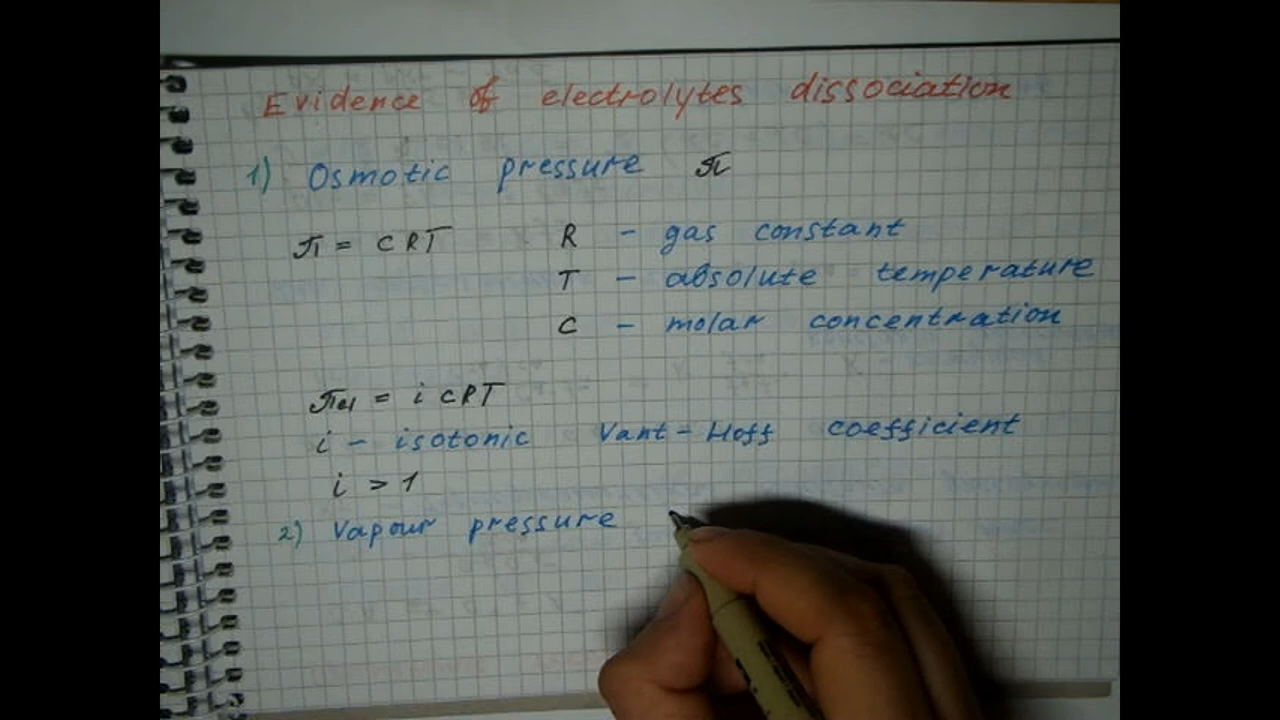 Evidence of electrolytes dissociation
1) Osmotic pressure π
π = CRT R - gas constant
T - absolute temperature
C - molar concentration
πel = i CRT
i - isotonic Vant-Hoff coefficient
i > 1
2) Vapour pressure